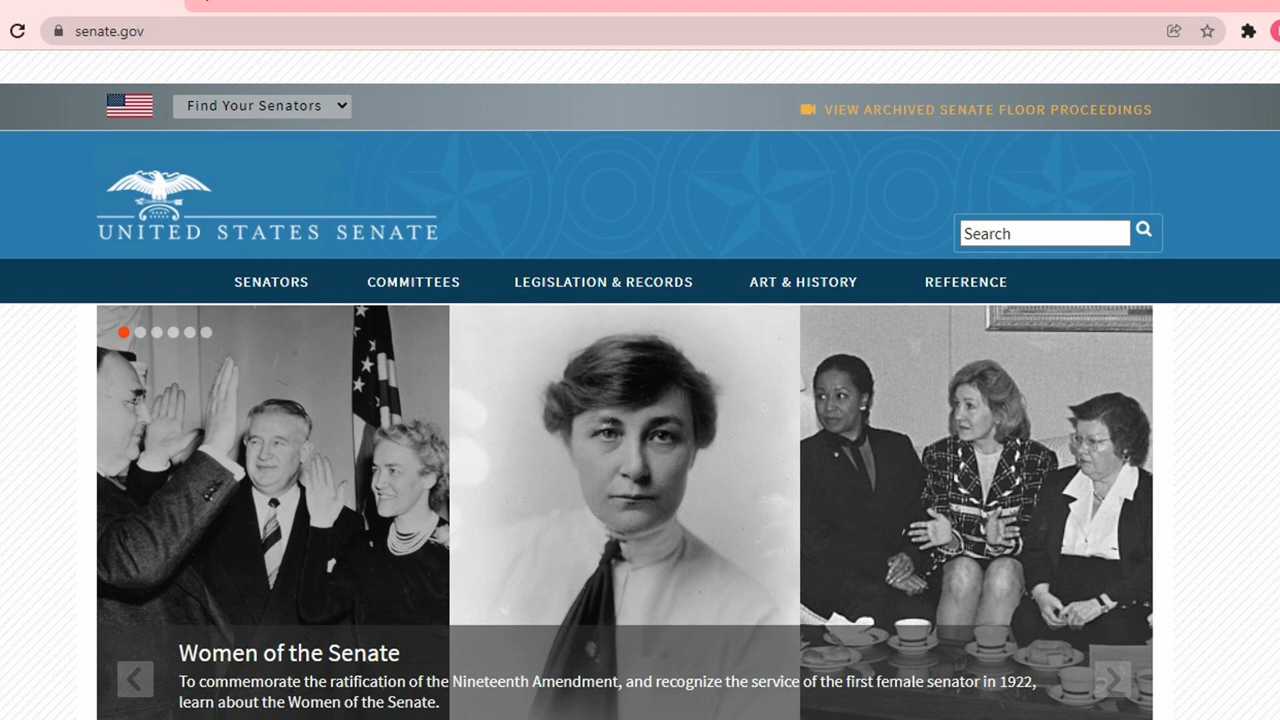 senate.gov
Find Your Senators
VIEW ARCHIVED SENATE FLOOR PROCEEDINGS
UNITED STATES SENATE
Search
SENATORS COMMITTEES LEGISLATION & RECORDS ART & HISTORY REFERENCE
Women of the Senate
To commemorate the ratification of the Nineteenth Amendment, and recognize the service of the first female senator in 1922,
learn about the Women of the Senate.